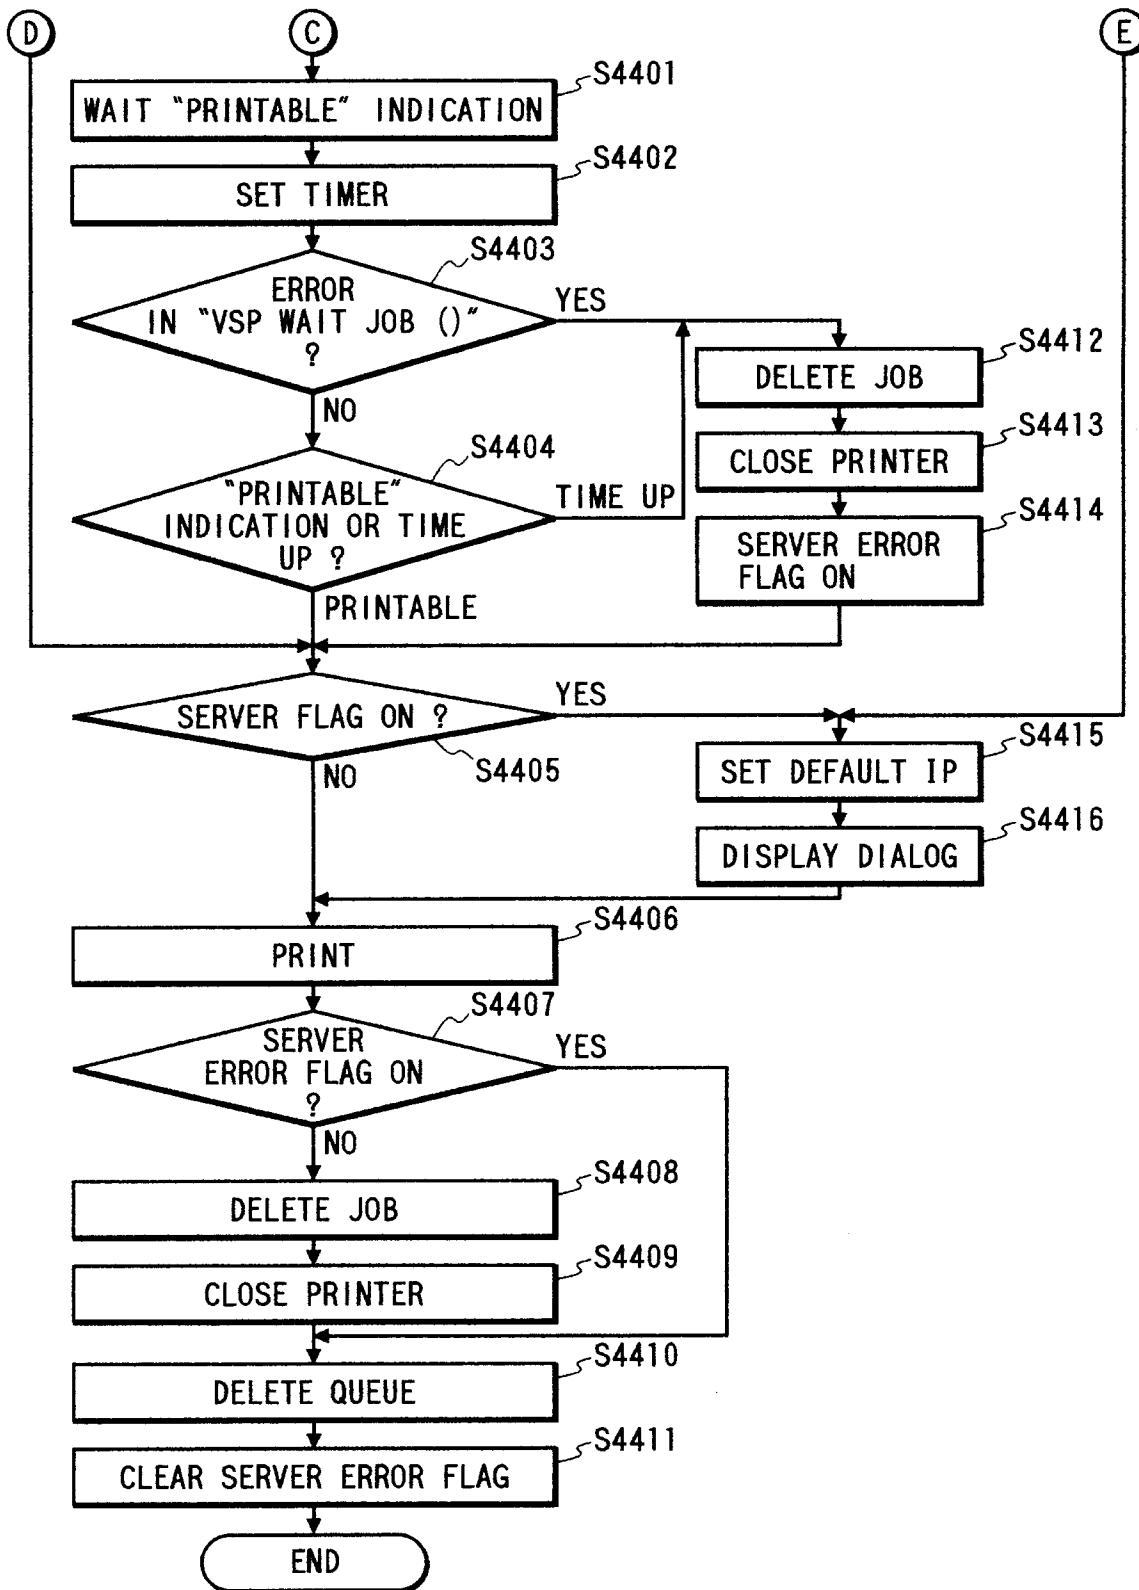 D
C
E
S4401
WAIT "PRINTABLE" INDICATION
S4402
SET TIMER
S4403
ERROR
IN "VSP WAIT JOB ()"
?
YES
NO
S4412
DELETE JOB
S4413
CLOSE PRINTER
S4414
SERVER ERROR
FLAG ON
S4404
"PRINTABLE"
INDICATION OR TIME
UP ?
TIME UP
PRINTABLE
SERVER FLAG ON ?
YES
S4405
NO
S4415
SET DEFAULT IP
S4416
DISPLAY DIALOG
S4406
PRINT
S4407
SERVER
ERROR FLAG ON
?
YES
NO
S4408
DELETE JOB
S4409
CLOSE PRINTER
S4410
DELETE QUEUE
S4411
CLEAR SERVER ERROR FLAG
END